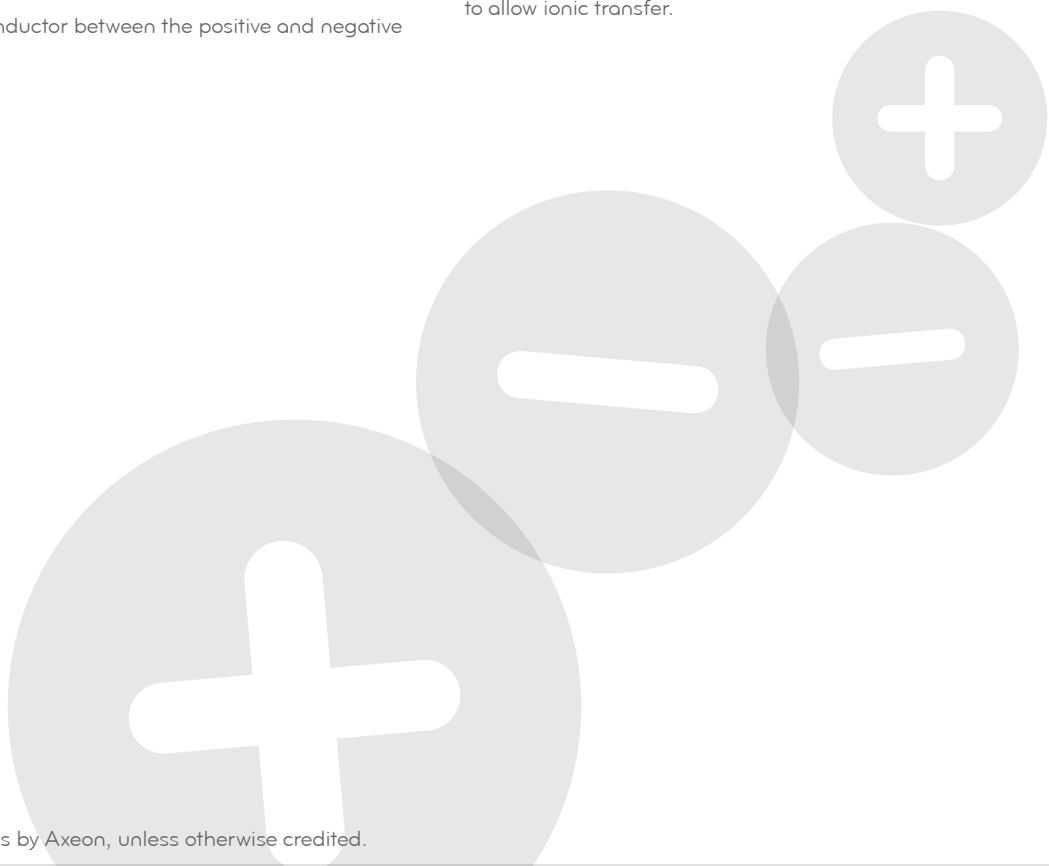 nductor between the positive and negative
to allow ionic transfer.
s by Axeon, unless otherwise credited.